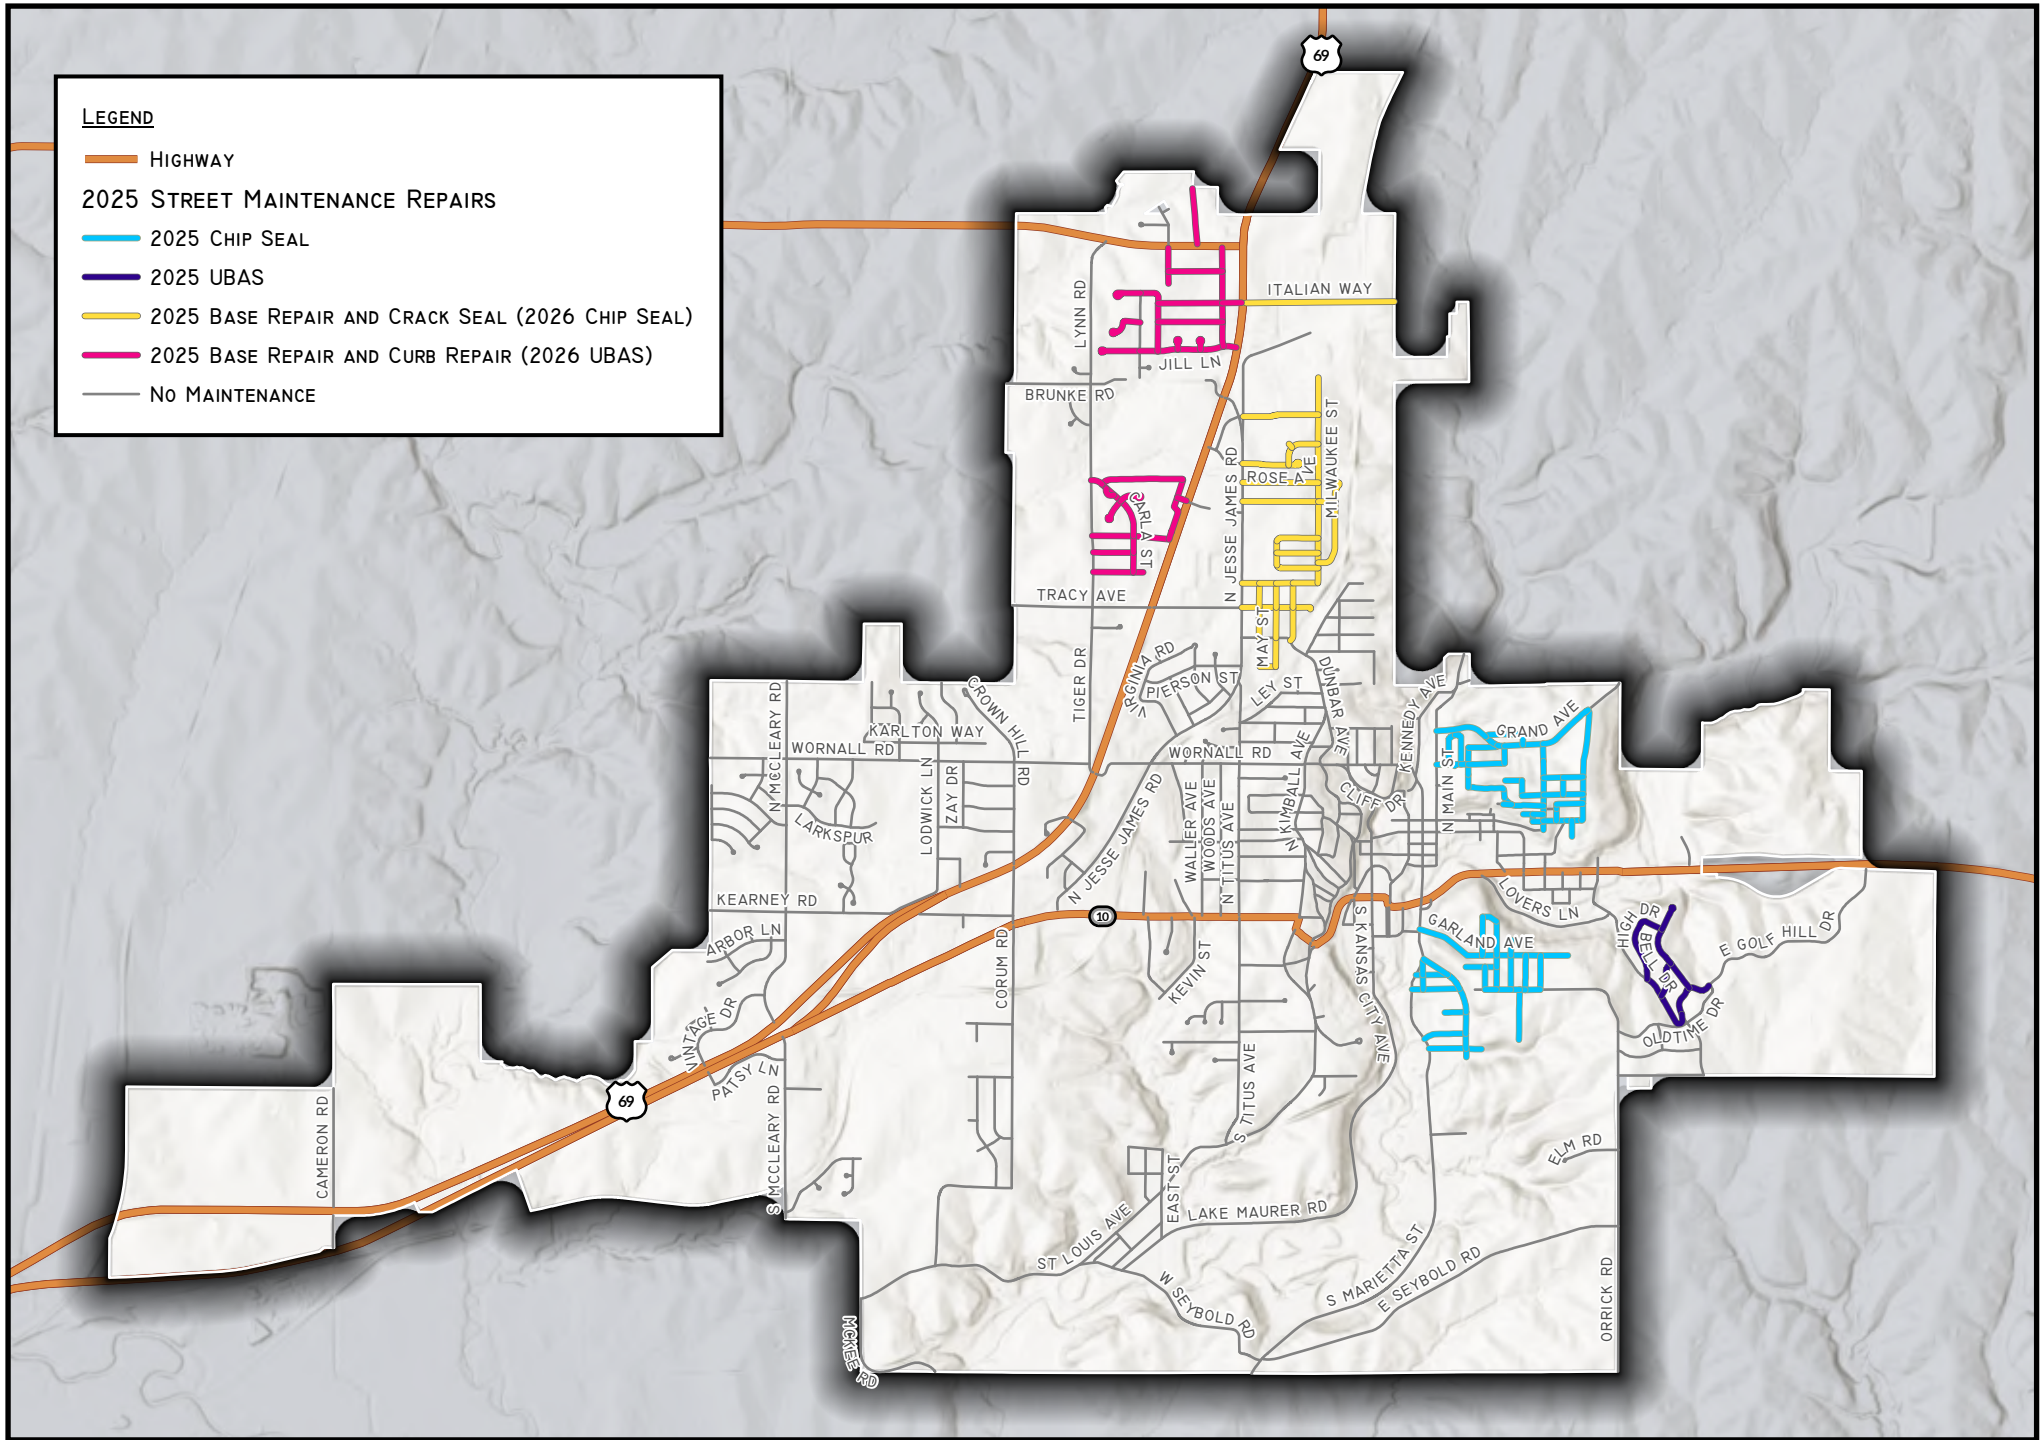 LEGEND
HIGHWAY
2025 STREET MAINTENANCE REPAIRS
2025 CHIP SEAL
2025 UBAS
2025 BASE REPAIR AND CRACK SEAL (2026 CHIP SEAL)
2025 BASE REPAIR AND CURB REPAIR (2026 UBAS)
NO MAINTENANCE
69
ITALIAN WAY
LYNN RD
JILL LN
BRUNKE RD
MILWAUKEE ST
ROSE AVE
N JESSE JAMES RD
CARLA ST
TRACY AVE
MAY ST
TIGER DR
VIRGINIA RD
PIERSON ST
LEY ST
DUNBAR AVE
KENNEDY AVE
GRAND AVE
N MCCLEARY RD
CROWN HILL RD
KARLTON WAY
WORNALL RD
WORNALL RD
N MAIN ST
LODWICK LN
ZAY DR
N JESSE JAMES RD
WALLER AVE
WOODS AVE
N TITUS AVE
N KIMBALL AVE
CLIFF DR
LARKSPUR
KEARNEY RD
10
LOVERS LN
ARBOR LN
CORUM RD
KEVIN ST
S KANSAS CITY AVE
GARLAND AVE
HIGH DR
BELL DR
E GOLF HILL DR
OLDTIME DR
VINTAGE DR
PATSY LN
69
CAMERON RD
S MCCLEARY RD
S TITUS AVE
ELM RD
EAST ST
LAKE MAURER RD
ST LOUIS AVE
W SEYBOLD RD
S MARIETTA ST
E SEYBOLD RD
ORRICK RD
MCKEE RD